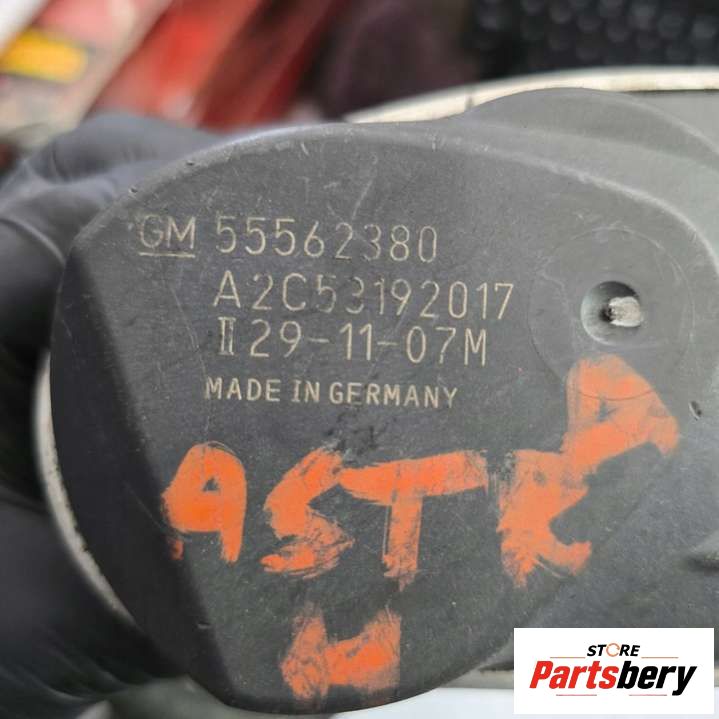 GM 55562380
A2C53192017
II 29-11-07M
MADE IN GERMANY
ASTRA
H
STORE
Partsbery